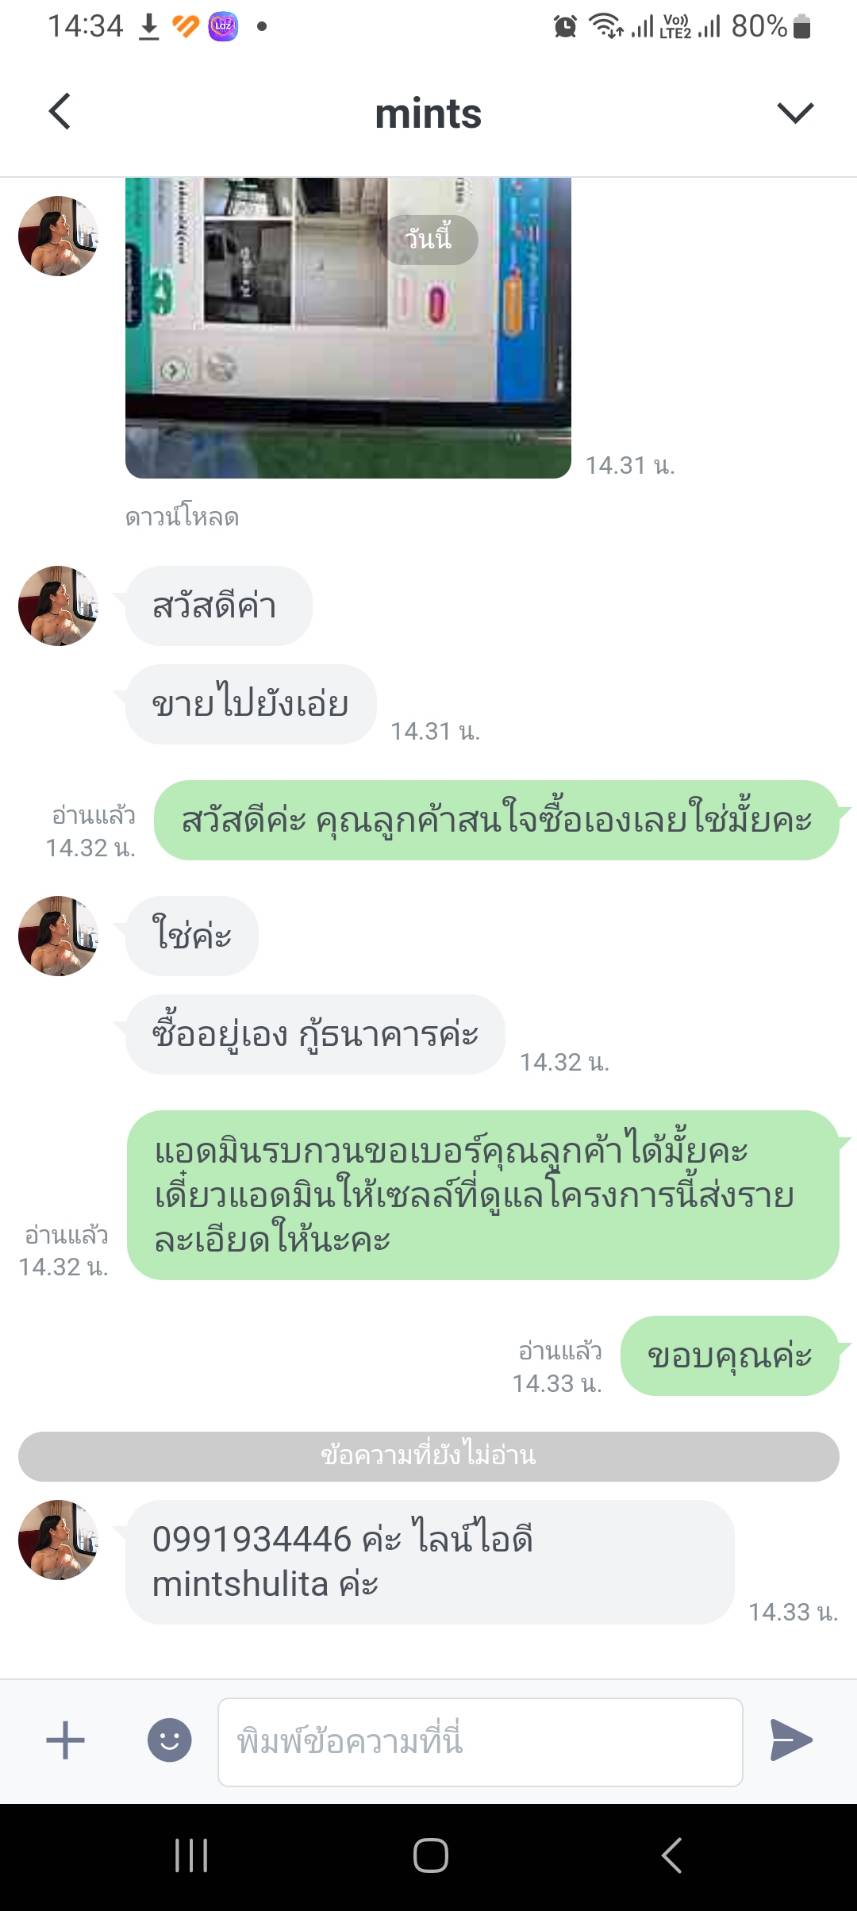 14:34
Vo))
LTE2
80%
mints
วันนี้
14.31 น.
ดาวน์โหลด
สวัสดีค่า
ขายไปยังเอ่ย
14.31 น.
สวัสดีค่ะ คุณลูกค้าสนใจซื้อเองเลยใช่มั้ยคะ
อ่านแล้ว
14.32 น.
ใช่ค่ะ
ซื้ออยู่เอง กู้ธนาคารค่ะ
14.32 น.
แอดมินรบกวนขอเบอร์คุณลูกค้าได้มั้ยคะ
เดี๋ยวแอดมินให้เซลล์ที่ดูแลโครงการนี้ส่งราย
ละเอียดให้นะคะ
อ่านแล้ว
14.32 น.
ขอบคุณค่ะ
อ่านแล้ว
14.33 น.
ข้อความที่ยังไม่อ่าน
0991934446 ค่ะ ไลน์ไอดี
mintshulita ค่ะ
14.33 น.
พิมพ์ข้อความที่นี่